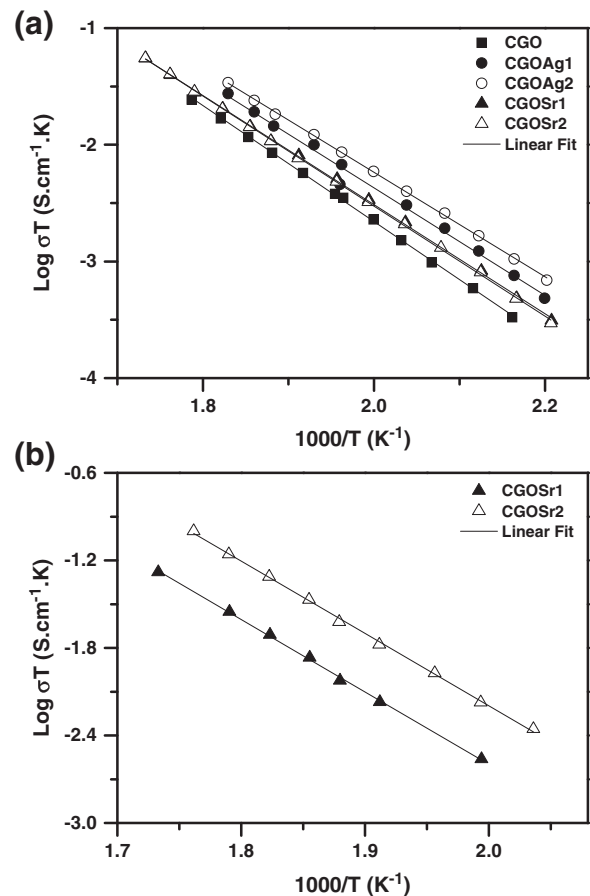 (a)
-1
-2
-3
-4
Log σT (S.cm⁻¹.K)
CGO
CGOAg1
CGOAg2
CGOSr1
CGOSr2
Linear Fit
1.8
2.0
2.2
1000/T (K⁻¹)
(b)
-0.6
-1.2
-1.8
-2.4
-3.0
Log σT (S.cm⁻¹.K)
CGOSr1
CGOSr2
Linear Fit
1.7
1.8
1.9
2.0
1000/T (K⁻¹)